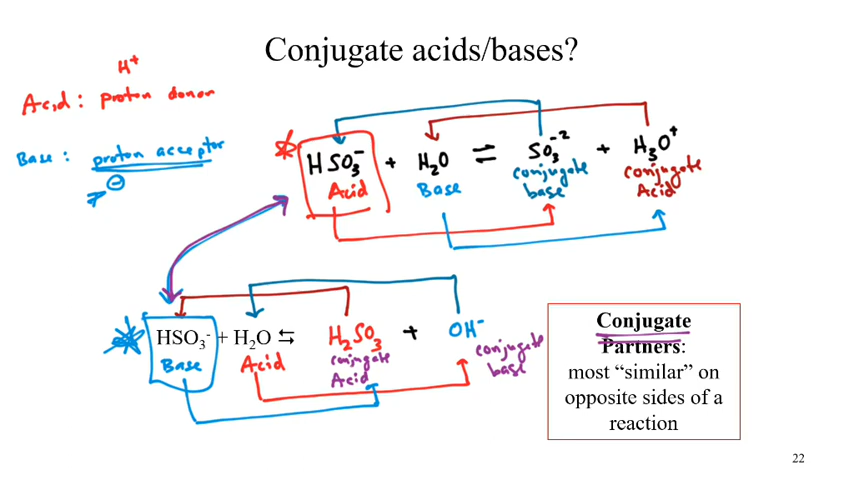 Conjugate acids/bases?
H⁺
Acid : proton donor
Base : proton acceptor
⊖
HSO₃⁻ + H₂O ⇌ SO₃⁻² + H₃O⁺
Acid Base conjugate base conjugate Acid
HSO₃⁻ + H₂O ⇆ H₂SO₃ + OH⁻
Base Acid conjugate Acid conjugate base
Conjugate
Partners:
most “similar” on
opposite sides of a
reaction
22